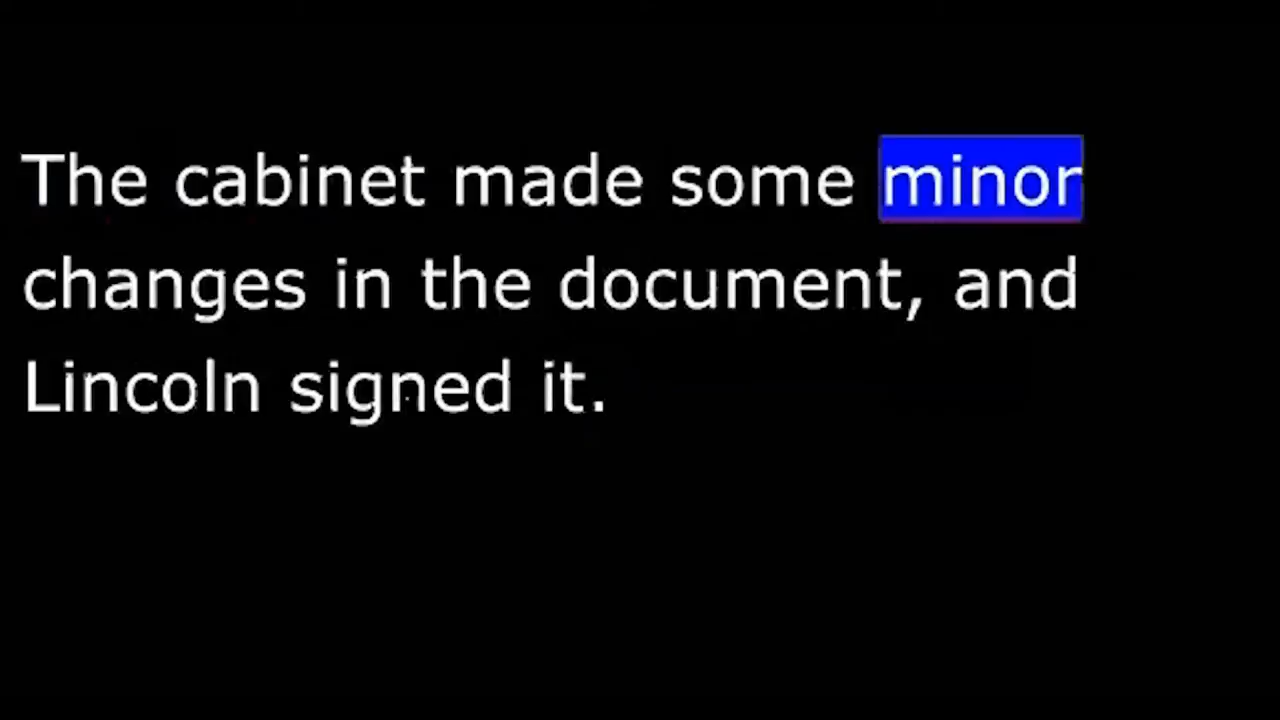 The cabinet made some minor
changes in the document, and
Lincoln signed it.